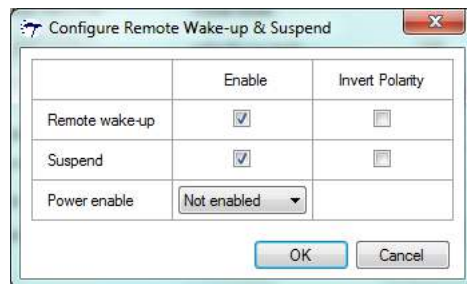 Configure Remote Wake-up & Suspend
Enable Invert Polarity
Remote wake-up
Suspend
Power enable Not enabled
OK Cancel